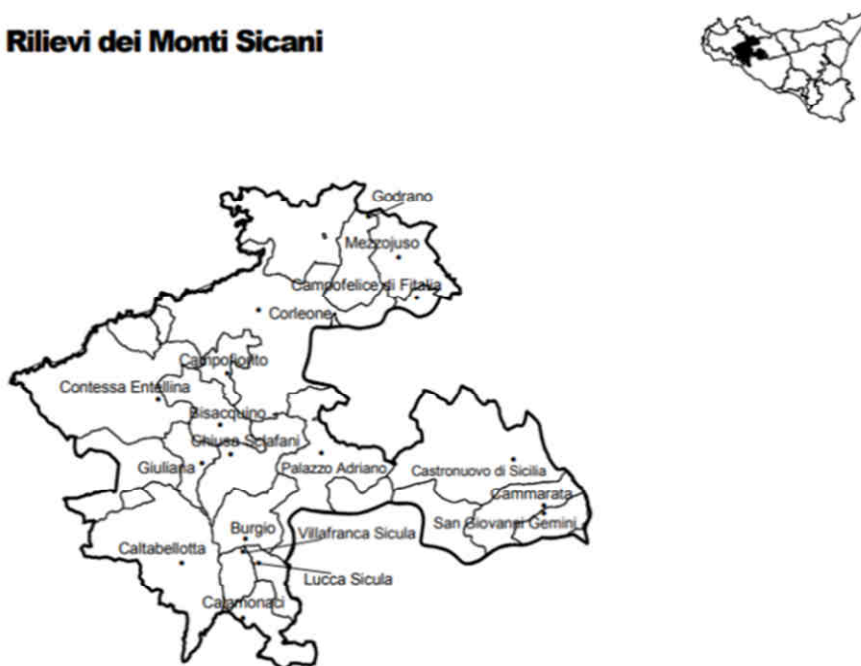 Rilievi dei Monti Sicani
Godrano
Mezzojuso
Campofelice di Fitalia
Corleone
Campofiorito
Contessa Entellina
Bisacquino
Chiusa Sclafani
Giuliana
Palazzo Adriano
Castronuovo di Sicilia
Cammarata
San Giovanni Gemini
Burgio
Villafranca Sicula
Caltabellotta
Lucca Sicula
Calamonaci